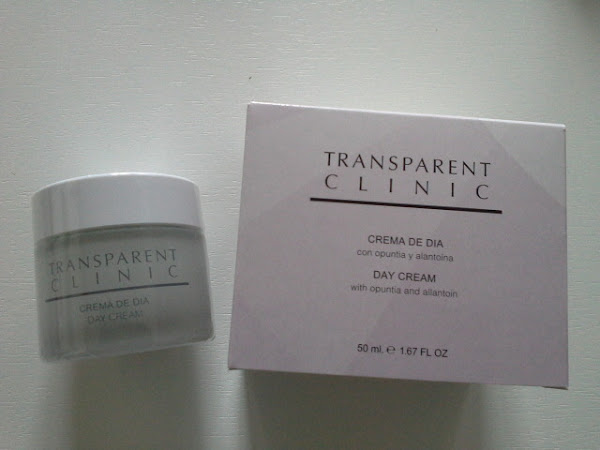 TRANSPARENT
CLINIC
CREMA DE DIA
DAY CREAM
TRANSPARENT
CLINIC
CREMA DE DIA
con opuntia y alantoina
DAY CREAM
with opuntia and allantoin
50 ml. ℮ 1.67 FL OZ